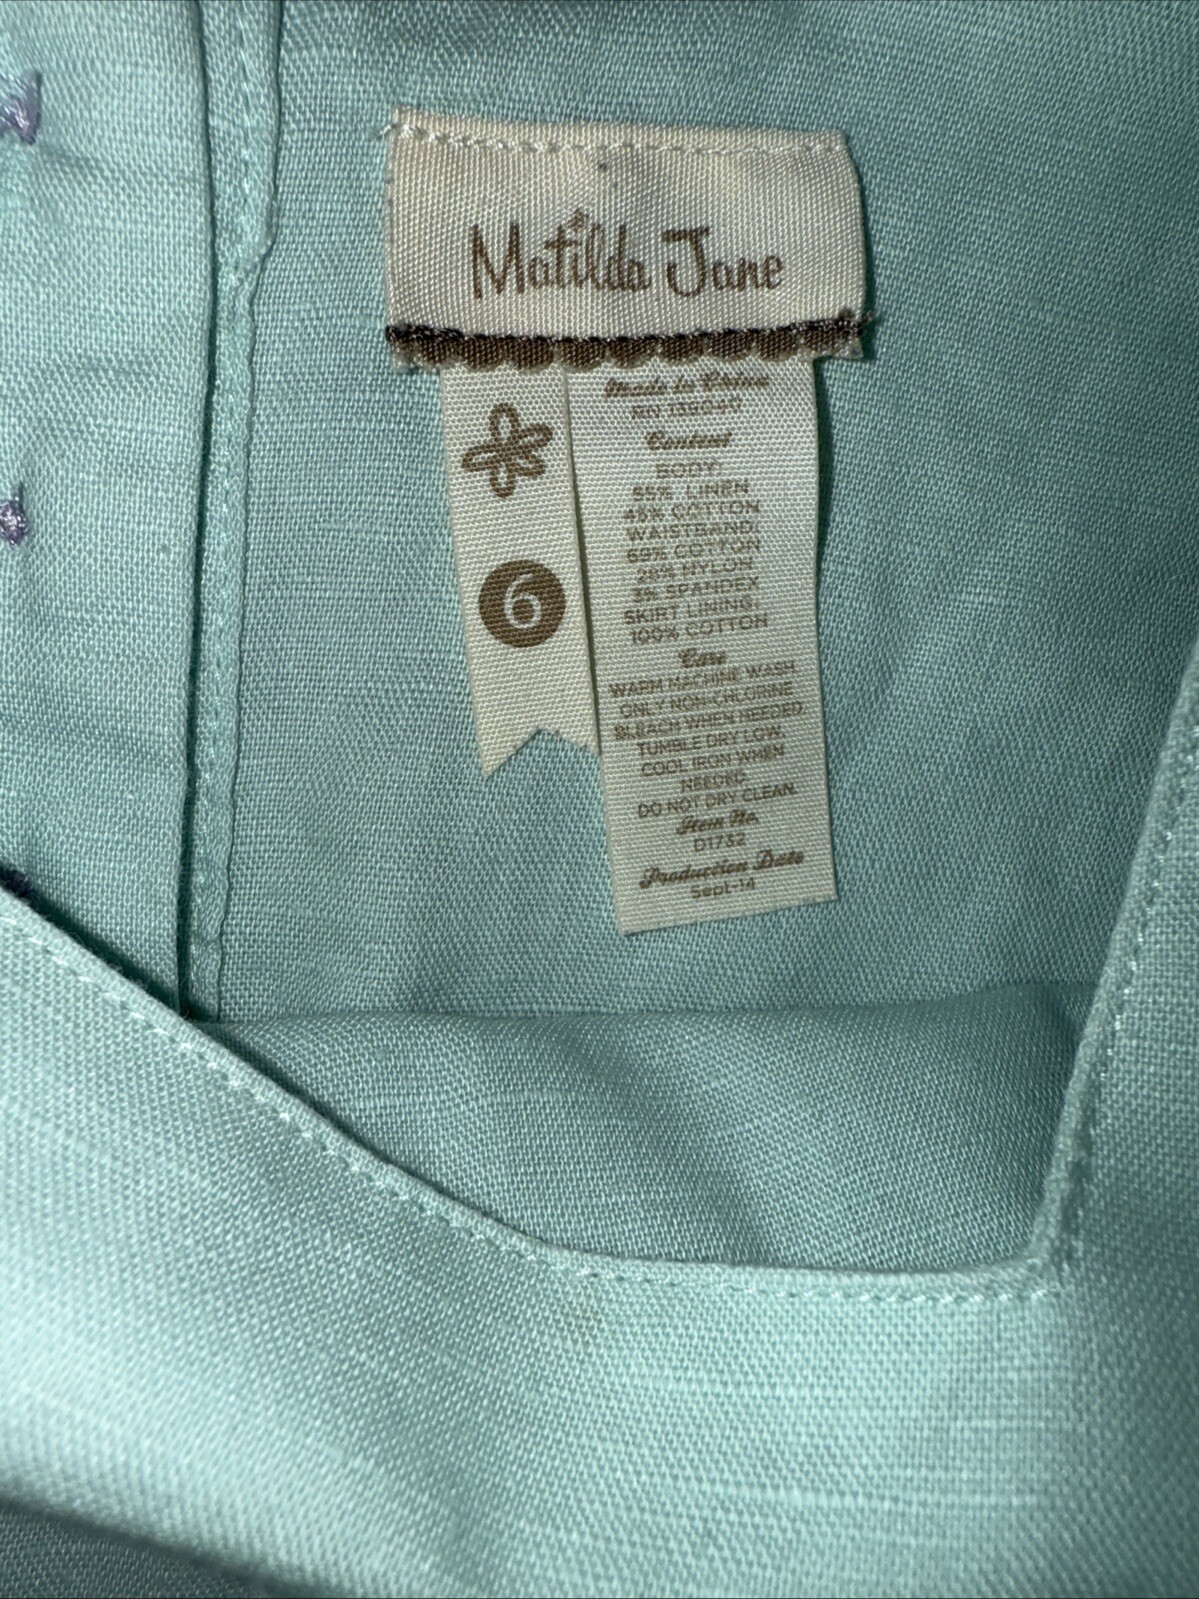 Matilda Jane
6
Made in China
RN 139040
Content
BODY:
55% LINEN
45% COTTON
WAISTBAND:
69% COTTON
28% NYLON
3% SPANDEX
SKIRT LINING:
100% COTTON
Care
WARM MACHINE WASH.
ONLY NON-CHLORINE
BLEACH WHEN NEEDED.
TUMBLE DRY LOW.
COOL IRON WHEN
NEEDED.
DO NOT DRY CLEAN.
Item No.
D1732
Production Date
Sept-14